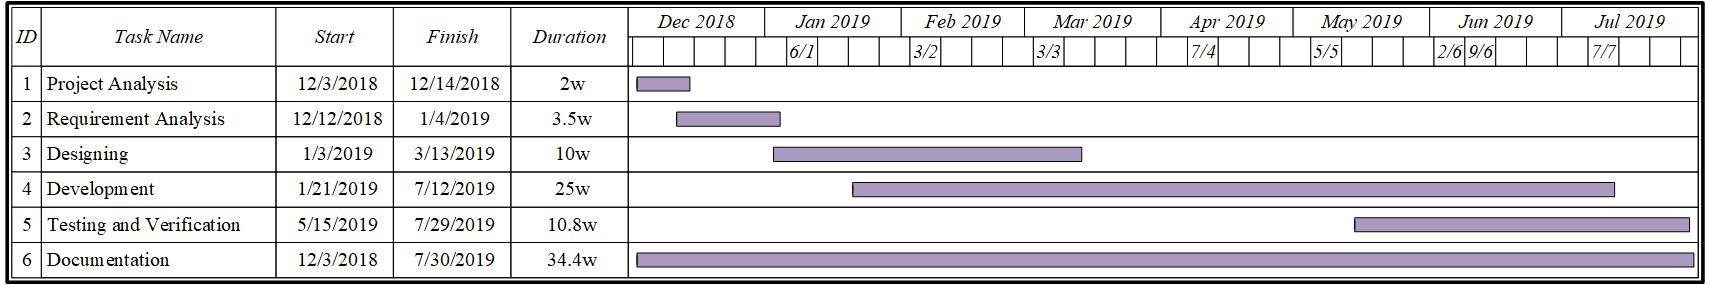 ID Task Name Start Finish Duration Dec 2018 Jan 2019 Feb 2019 Mar 2019 Apr 2019 May 2019 Jun 2019 Jul 2019
6/1 3/2 3/3 7/4 5/5 2/6 9/6 7/7
1 Project Analysis 12/3/2018 12/14/2018 2w
2 Requirement Analysis 12/12/2018 1/4/2019 3.5w
3 Designing 1/3/2019 3/13/2019 10w
4 Development 1/21/2019 7/12/2019 25w
5 Testing and Verification 5/15/2019 7/29/2019 10.8w
6 Documentation 12/3/2018 7/30/2019 34.4w